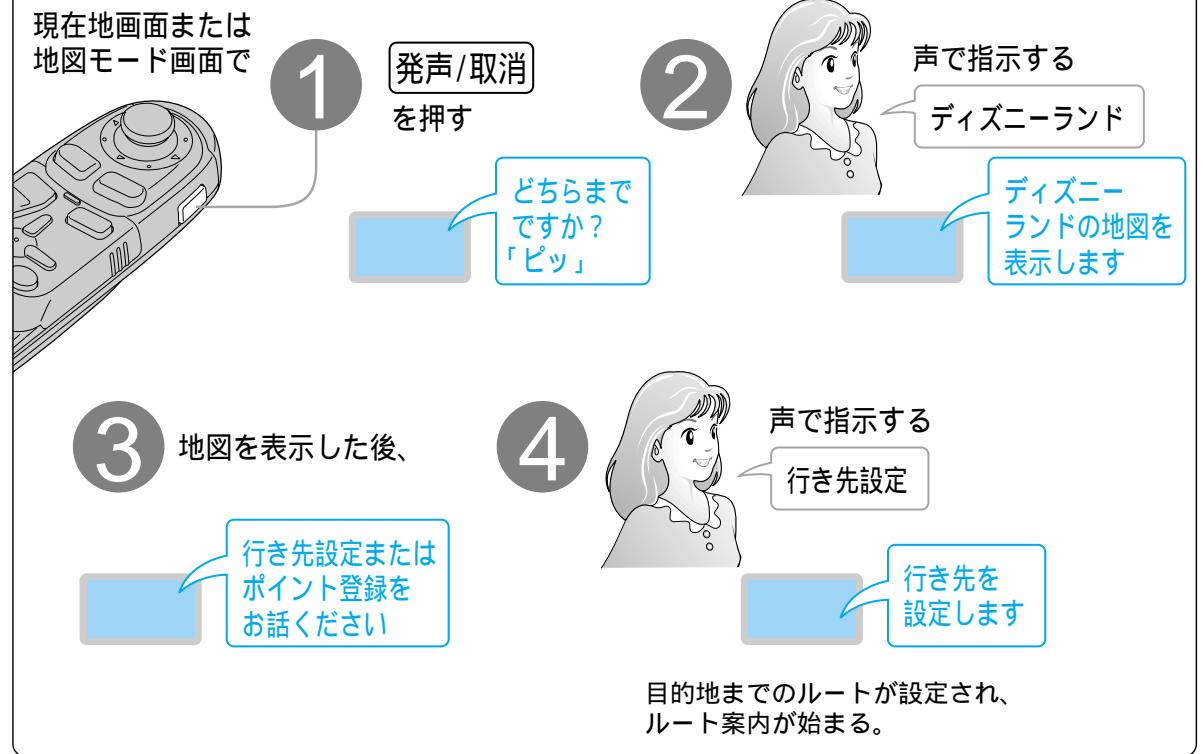 現在地画面または
地図モード画面で
1
発声/取消
を押す
どちらまで
ですか？
「ピッ」
2
声で指示する
ディズニーランド
ディズニー
ランドの地図を
表示します
3
地図を表示した後、
行き先設定または
ポイント登録を
お話ください
4
声で指示する
行き先設定
行き先を
設定します
目的地までのルートが設定され、
ルート案内が始まる。